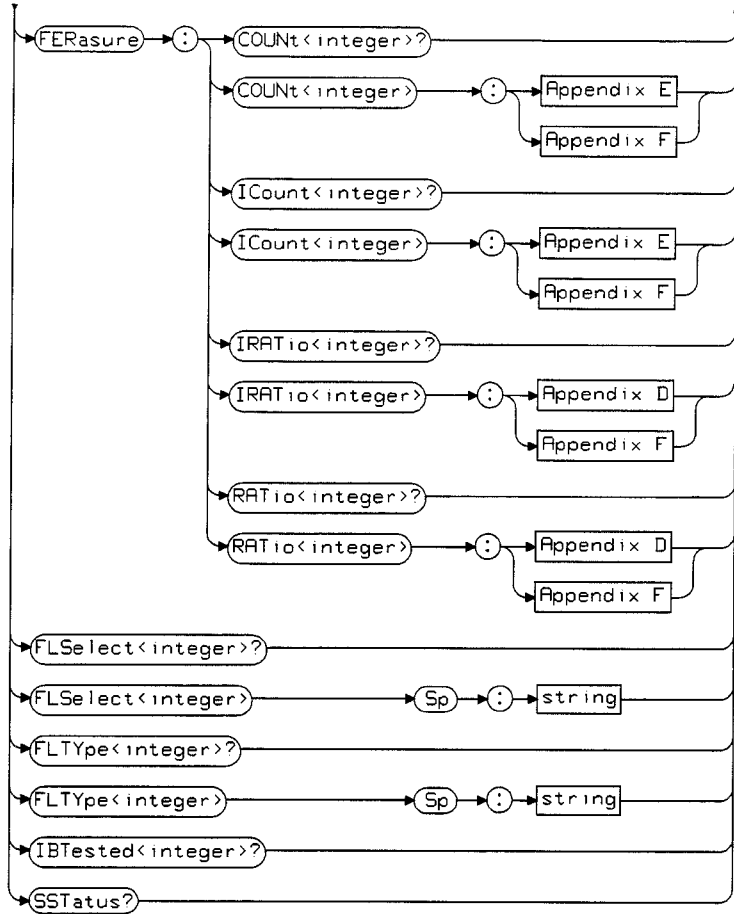 FERasure : COUNt<integer>?
COUNt<integer> : Appendix E
Appendix F
ICount<integer>?
ICount<integer> : Appendix E
Appendix F
IRATio<integer>?
IRATio<integer> : Appendix D
Appendix F
RATio<integer>?
RATio<integer> : Appendix D
Appendix F
FLSelect<integer>?
FLSelect<integer> Sp : string
FLTYpe<integer>?
FLTYpe<integer> Sp : string
IBTested<integer>?
SSTatus?